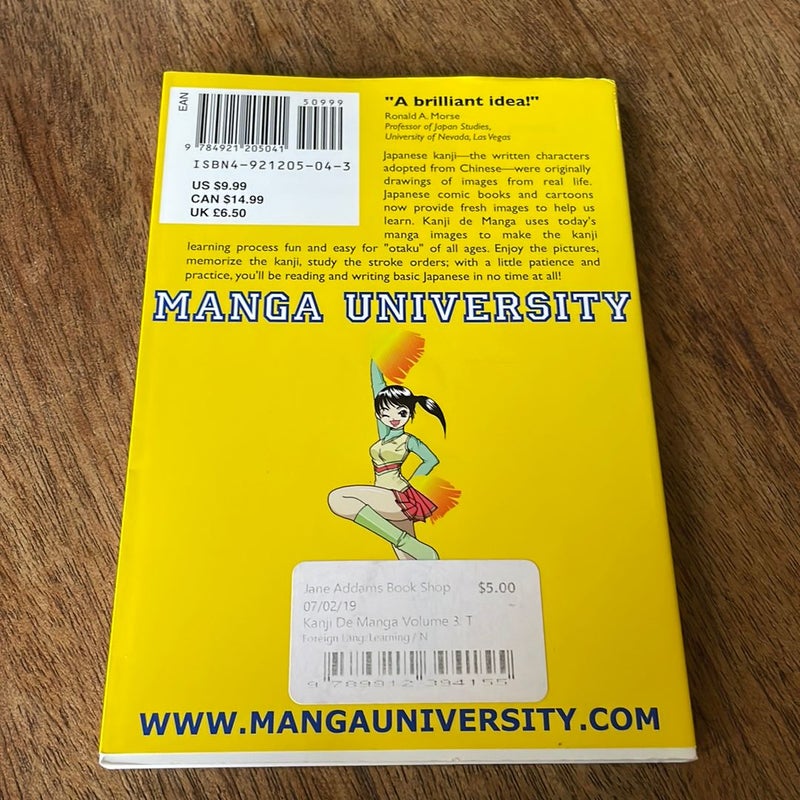 EAN
50999
9 784921 205041
ISBN4-921205-04-3
US $9.99
CAN $14.99
UK £6.50
"A brilliant idea!"
Ronald A. Morse
Professor of Japan Studies,
University of Nevada, Las Vegas
Japanese kanji—the written characters
adopted from Chinese—were originally
drawings of images from real life.
Japanese comic books and cartoons
now provide fresh images to help us
learn. Kanji de Manga uses today's
manga images to make the kanji
learning process fun and easy for "otaku" of all ages. Enjoy the pictures,
memorize the kanji, study the stroke orders; with a little patience and
practice, you'll be reading and writing basic Japanese in no time at all!
MANGA UNIVERSITY
Jane Addams Book Shop $5.00
07/02/19
Kanji De Manga Volume 3: T
Foreign Lang. Learning / N
9 789912 394155
WWW.MANGAUNIVERSITY.COM